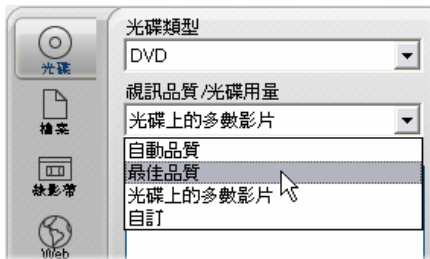 光碟類型
DVD
光碟
視訊品質/光碟用量
光碟上的多數影片
檔案
自動品質
最佳品質
光碟上的多數影片
自訂
錄影帶
Web